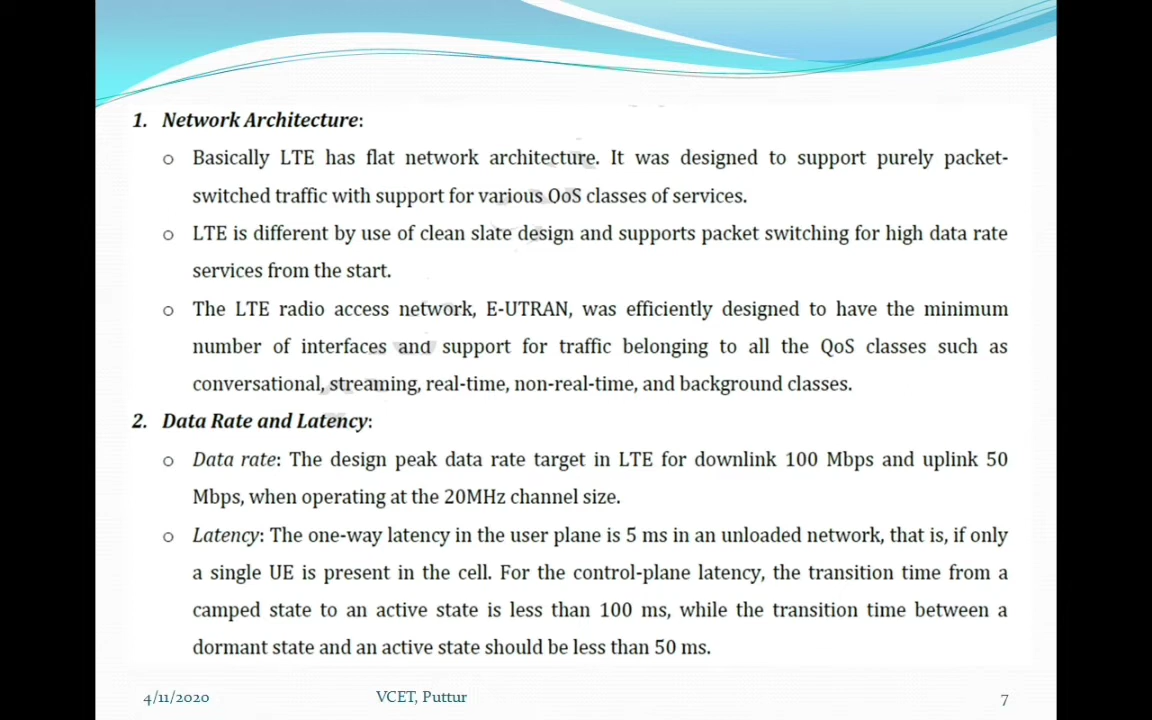 1. Network Architecture:
o Basically LTE has flat network architecture. It was designed to support purely packet-
switched traffic with support for various QoS classes of services.
o LTE is different by use of clean slate design and supports packet switching for high data rate
services from the start.
o The LTE radio access network, E-UTRAN, was efficiently designed to have the minimum
number of interfaces and support for traffic belonging to all the QoS classes such as
conversational, streaming, real-time, non-real-time, and background classes.
2. Data Rate and Latency:
o Data rate: The design peak data rate target in LTE for downlink 100 Mbps and uplink 50
Mbps, when operating at the 20MHz channel size.
o Latency: The one-way latency in the user plane is 5 ms in an unloaded network, that is, if only
a single UE is present in the cell. For the control-plane latency, the transition time from a
camped state to an active state is less than 100 ms, while the transition time between a
dormant state and an active state should be less than 50 ms.
4/11/2020 VCET, Puttur 7